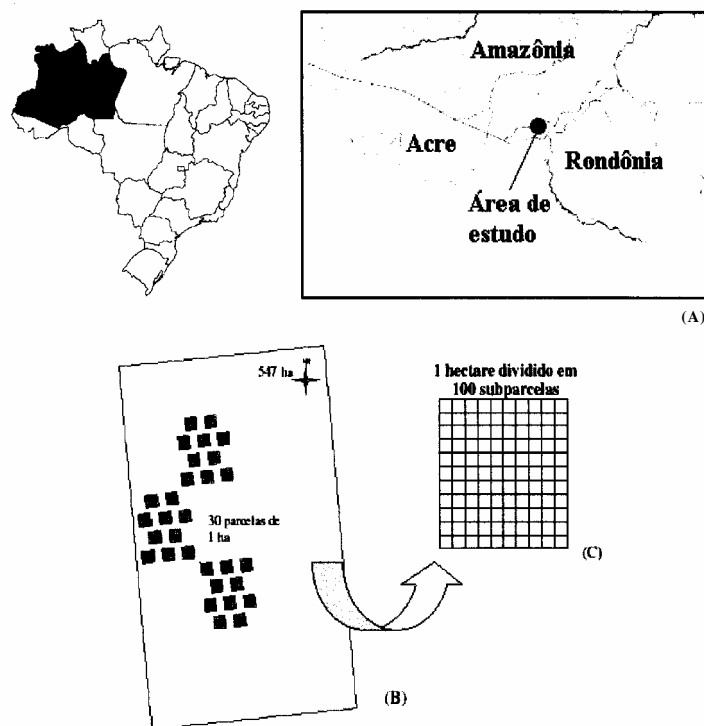 Amazônia
Acre
Rondônia
Área de
estudo
(A)
547 ha
30 parcelas de
1 ha
(B)
1 hectare dividido em
100 subparcelas
(C)